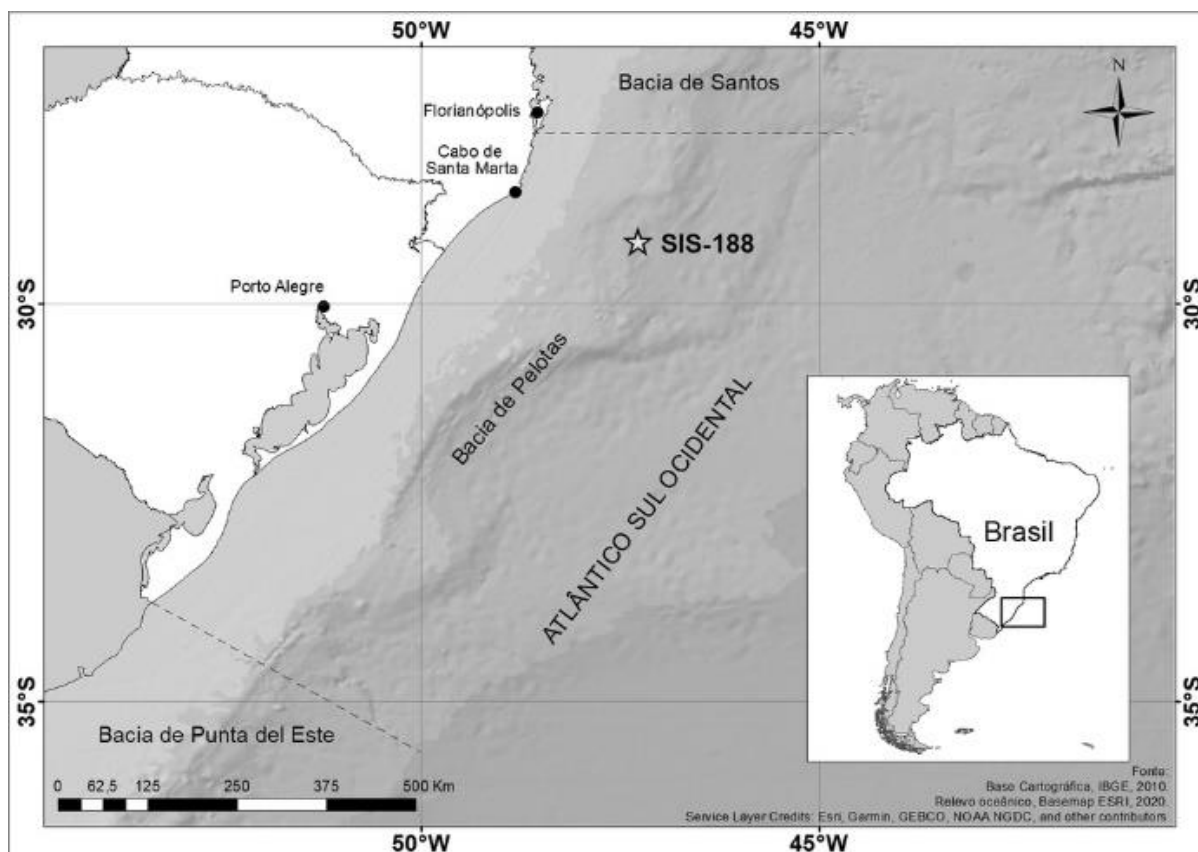 50°W
45°W
N
Bacia de Santos
Florianópolis
Cabo de
Santa Marta
SIS-188
Porto Alegre
30°S
30°S
Bacia de Pelotas
ATLÂNTICO SUL OCIDENTAL
Brasil
35°S
35°S
Bacia de Punta del Este
0 62,5 125 250 375 500 Km
Fonte:
Base Cartográfica, IBGE, 2010.
Relevo oceânico, Basemap ESRI, 2020.
Service Layer Credits: Esri, Garmin, GEBCO, NOAA NGDC, and other contributors
50°W
45°W